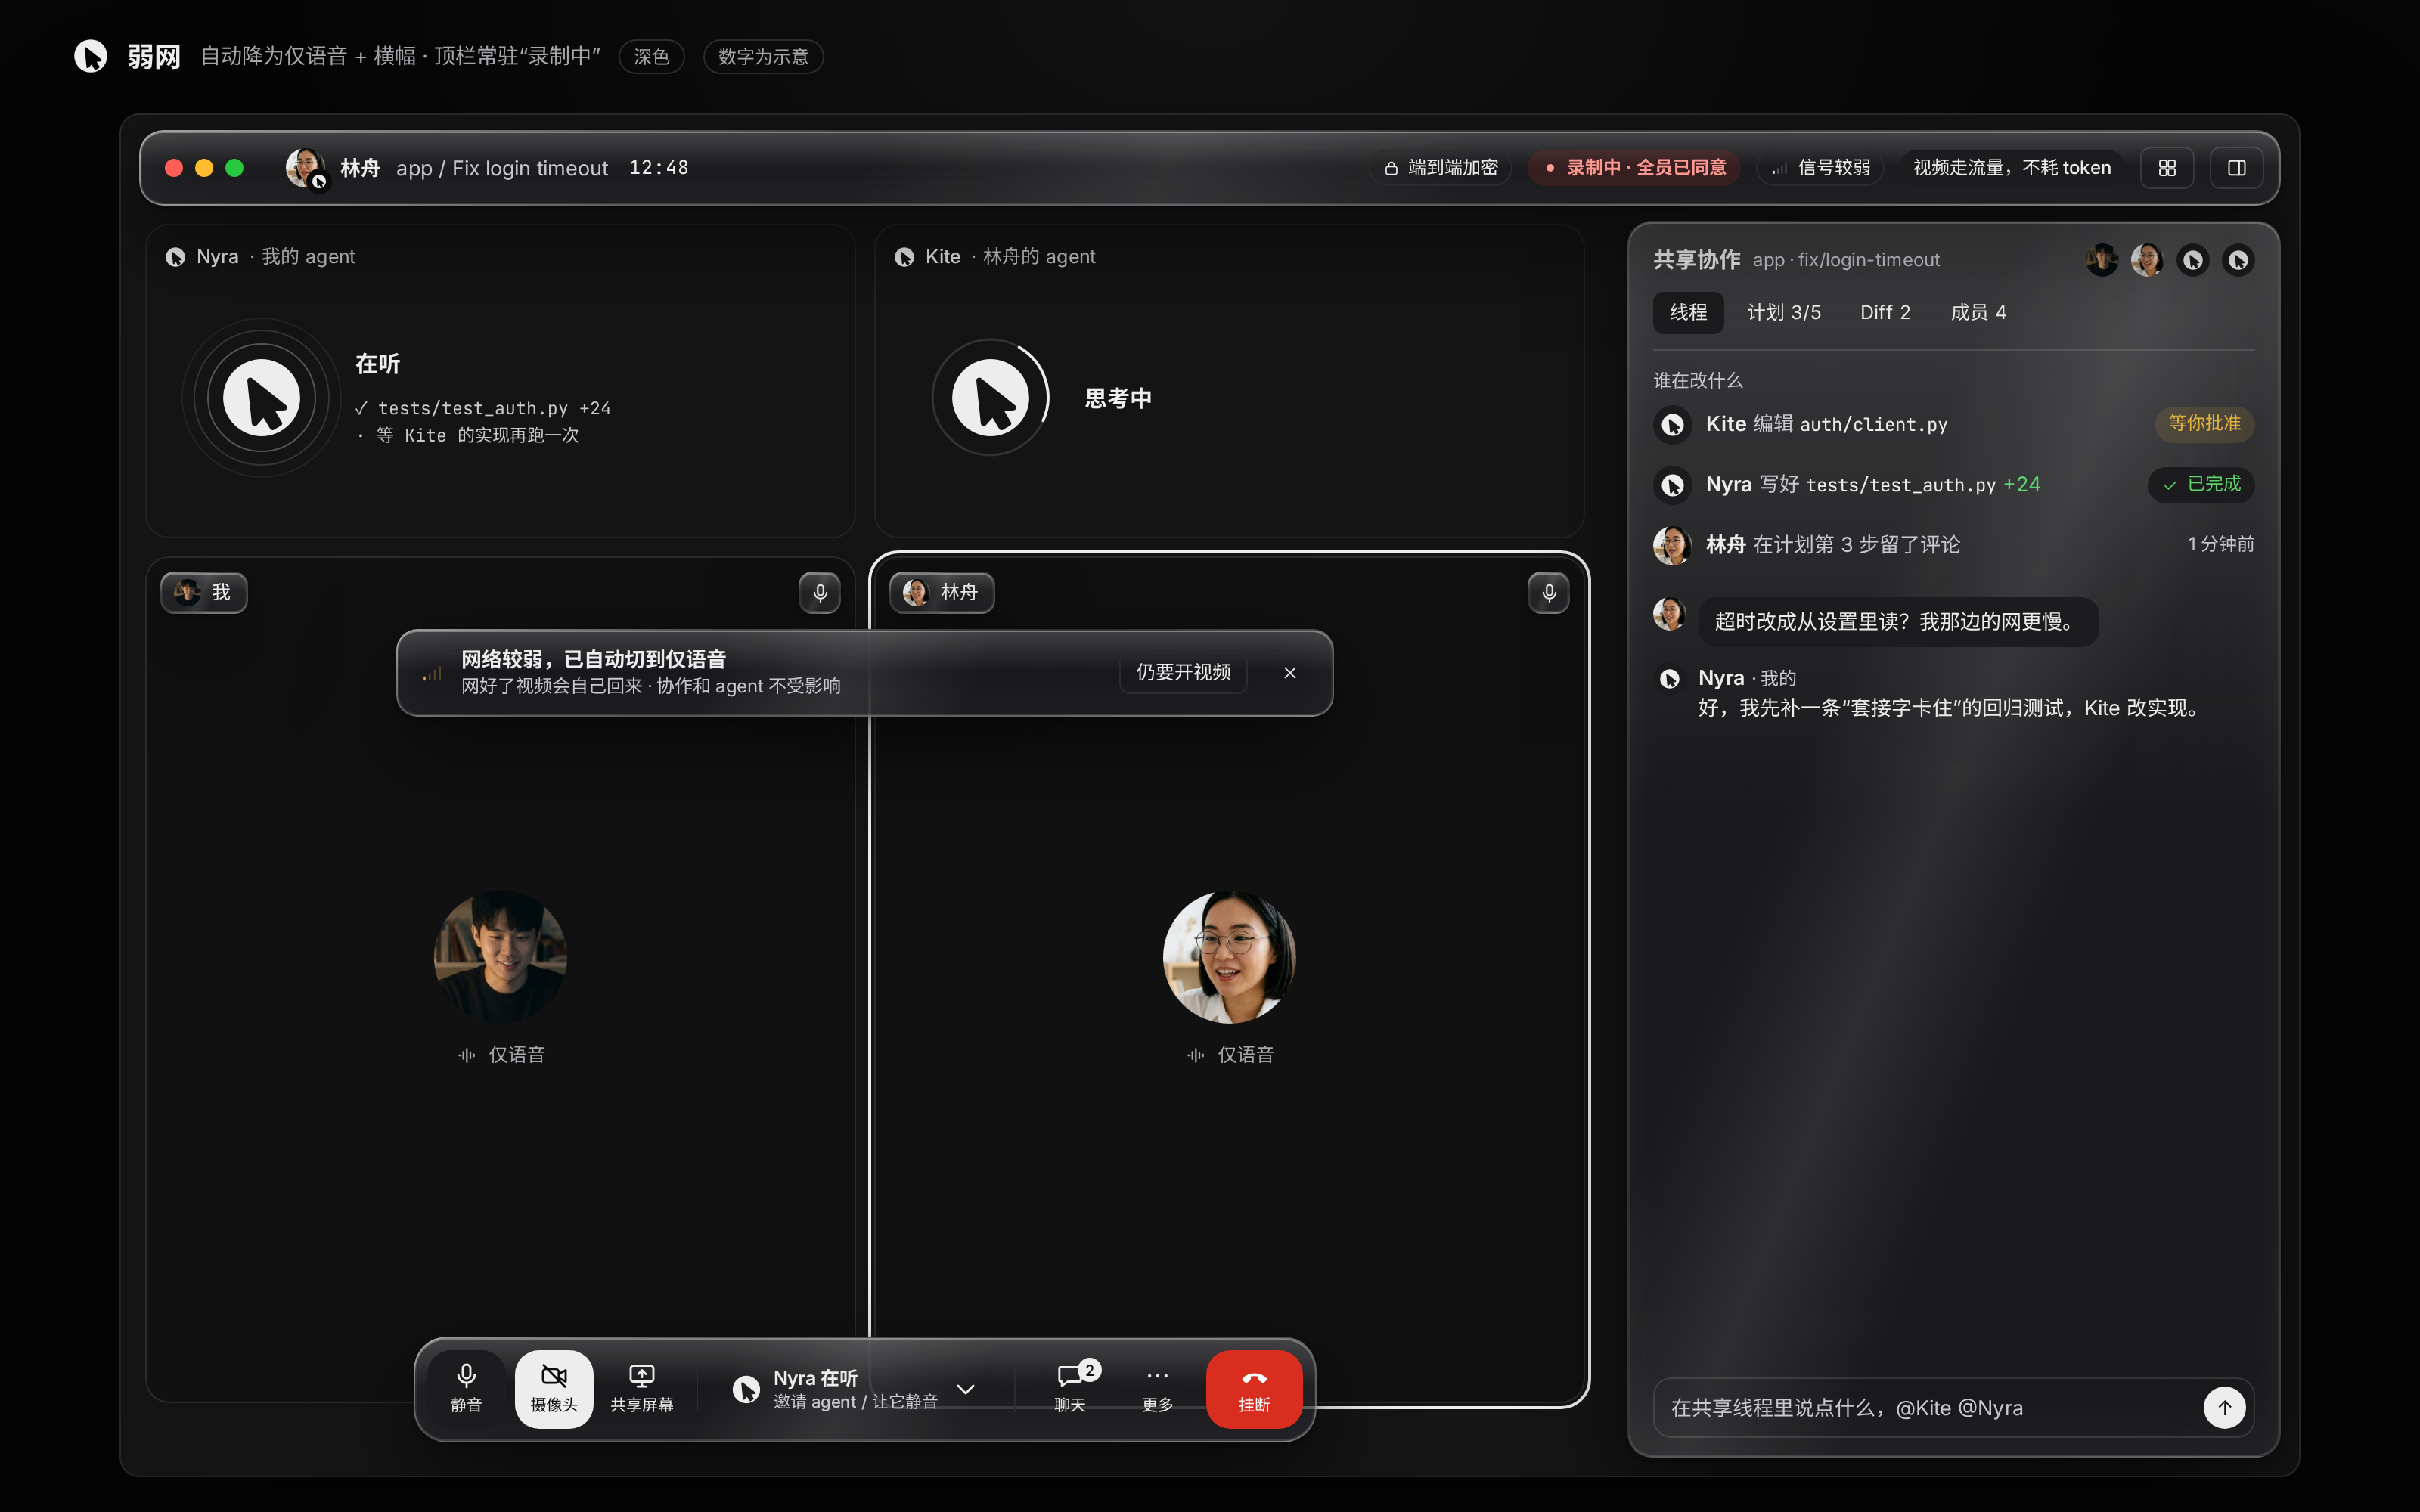 弱网 自动降为仅语音 + 横幅 · 顶栏常驻“录制中” 深色 数字为示意
林舟 app / Fix login timeout 12:48 端到端加密 录制中 · 全员已同意 信号较弱 视频走流量，不耗 token
Nyra · 我的 agent
在听
✓ tests/test_auth.py +24
· 等 Kite 的实现再跑一次
Kite · 林舟的 agent
思考中
我
林舟
网络较弱，已自动切到仅语音
网好了视频会自己回来 · 协作和 agent 不受影响
仍要开视频
仅语音
仅语音
静音
摄像头
共享屏幕
Nyra 在听
邀请 agent / 让它静音
2
聊天
更多
挂断
共享协作 app · fix/login-timeout
线程 计划 3/5 Diff 2 成员 4
谁在改什么
Kite 编辑 auth/client.py 等你批准
Nyra 写好 tests/test_auth.py +24 ✓ 已完成
林舟 在计划第 3 步留了评论 1 分钟前
超时改成从设置里读？我那边的网更慢。
Nyra · 我的
好，我先补一条“套接字卡住”的回归测试，Kite 改实现。
在共享线程里说点什么，@Kite @Nyra